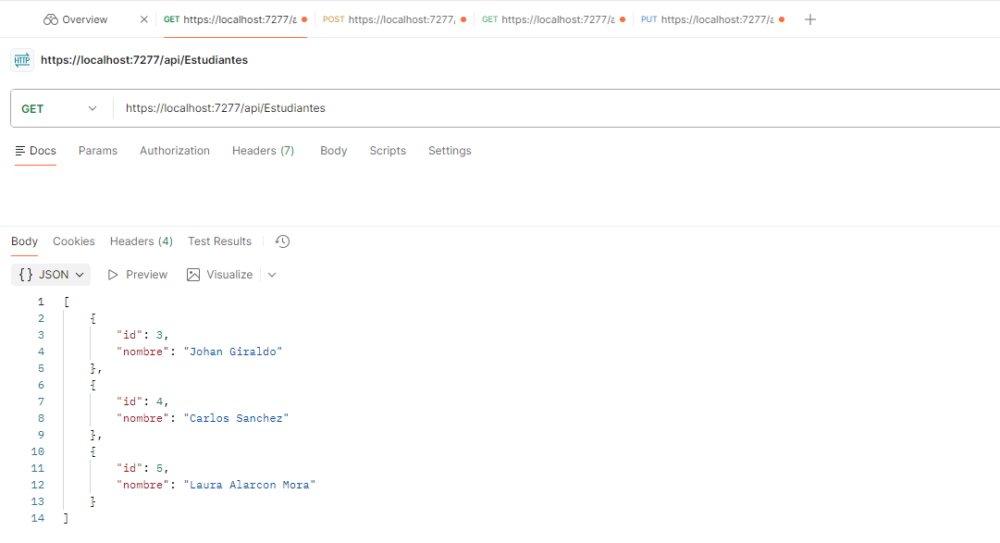 Overview GET https://localhost:7277/a POST https://localhost:7277/ GET https://localhost:7277/a PUT https://localhost:7277/a
HTTP https://localhost:7277/api/Estudiantes
GET https://localhost:7277/api/Estudiantes
Docs Params Authorization Headers (7) Body Scripts Settings
Body Cookies Headers (4) Test Results
{} JSON Preview Visualize
1 [
2 {
3 "id": 3,
4 "nombre": "Johan Giraldo"
5 },
6 {
7 "id": 4,
8 "nombre": "Carlos Sanchez"
9 },
10 {
11 "id": 5,
12 "nombre": "Laura Alarcon Mora"
13 }
14 ]